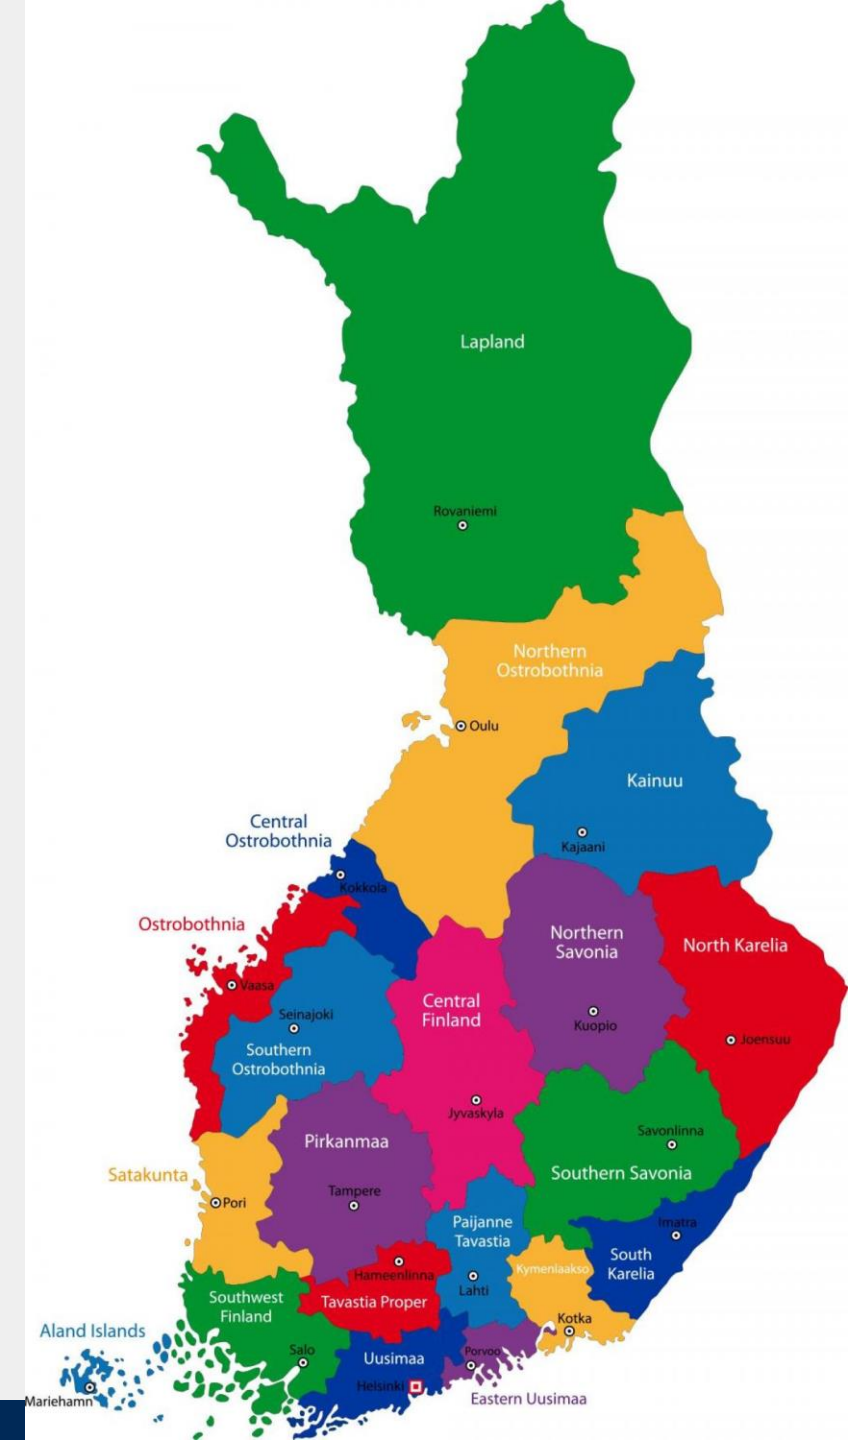 Lapland
Rovaniemi
Northern
Ostrobothnia
Oulu
Kainuu
Kajaani
Central
Ostrobothnia
Kokkola
Ostrobothnia
Vaasa
Northern
Savonia
Kuopio
North Karelia
Joensuu
Central
Finland
Jyvaskyla
Seinajoki
Southern
Ostrobothnia
Pirkanmaa
Tampere
Savonlinna
Southern Savonia
Satakunta
Pori
Paijanne
Tavastia
Lahti
Imatra
South
Karelia
Kymenlaakso
Kotka
Hameenlinna
Tavastia Proper
Southwest
Finland
Salo
Aland Islands
Mariehamn
Uusimaa
Helsinki
Porvoo
Eastern Uusimaa